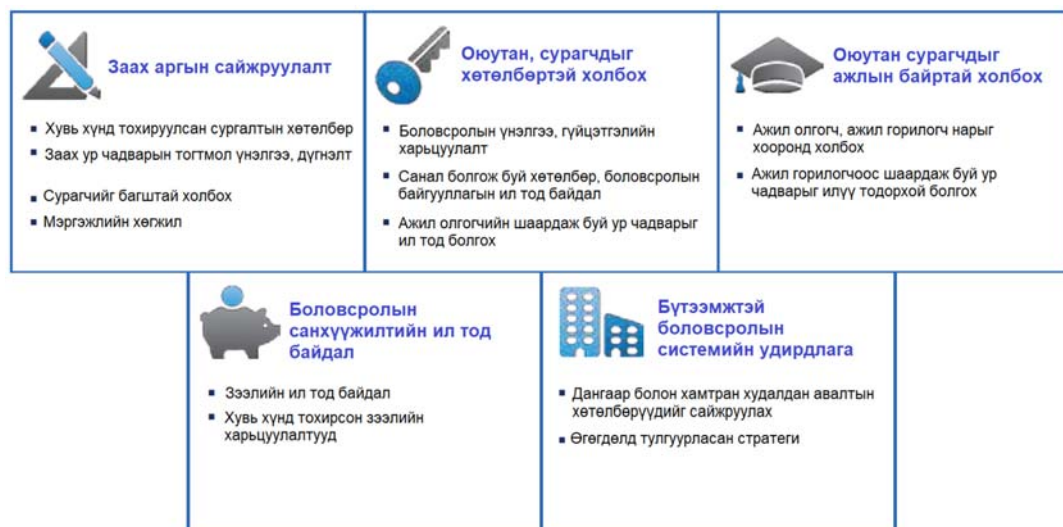 Заах аргын сайжруулалт
Хувь хүнд тохируулсан сургалтын хөтөлбөр
Заах ур чадварын тогтмол үнэлгээ, дүгнэлт
Сурагчийг багштай холбох
Мэргэжлийн хөгжил
Оюутан, сурагчдыг
хөтөлбөртэй холбох
Боловсролын үнэлгээ, гүйцэтгэлийн
харьцуулалт
Санал болгож буй хөтөлбөр, боловсролын
байгууллагын ил тод байдал
Ажил олгогчийн шаардаж буй ур чадварыг
ил тод болгох
Оюутан сурагчдыг
ажлын байртай холбох
Ажил олгогч, ажил горилогч нарыг
хооронд холбох
Ажил горилогчоос шаардаж буй ур
чадварыг илүү тодорхой болгох
Боловсролын
санхүүжилтийн ил тод
байдал
Зээлийн ил тод байдал
Хувь хүнд тохирсон зээлийн
харьцуулалтууд
Бүтээмжтэй
боловсролын
системийн удирдлага
Дангаар болон хамтран худалдан авалтын
хөтөлбөрүүдийг сайжруулах
Өгөгдөлд тулгуурласан стратеги